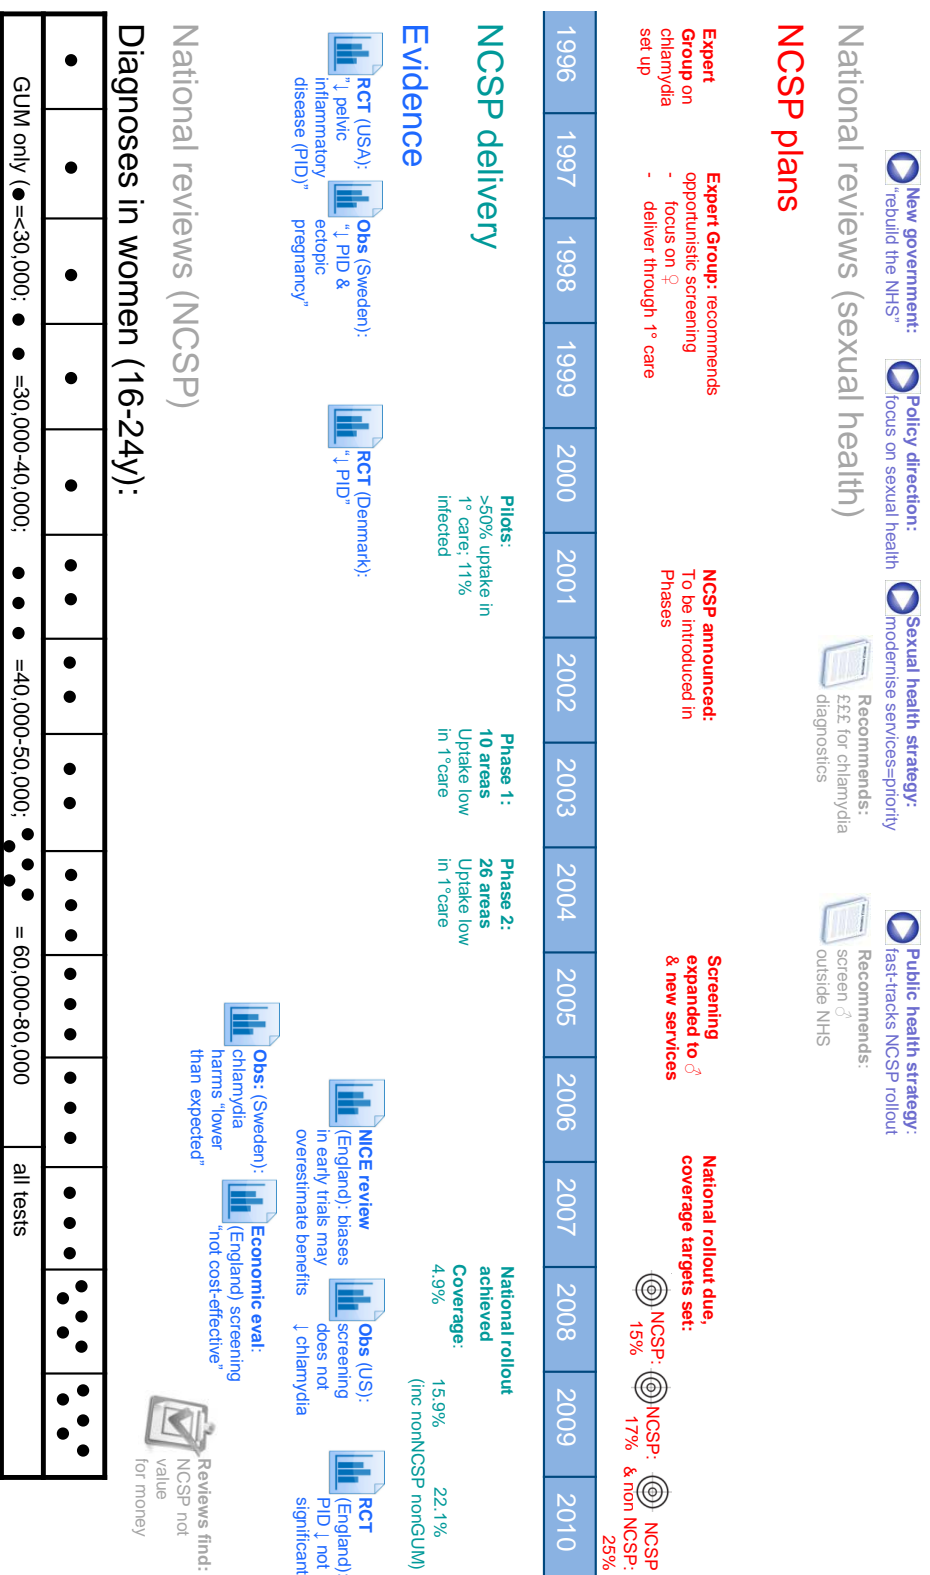 New government:
"rebuild the NHS"
Policy direction:
focus on sexual health
Sexual health strategy:
modernise services=priority
Public health strategy:
fast-tracks NCSP rollout
National reviews (sexual health)
Recommends:
£££ for chlamydia
diagnostics
Recommends:
screen ♂
outside NHS
NCSP plans
Expert
Group on
chlamydia
set up
Expert Group: recommends
opportunistic screening
- focus on ♀
- deliver through 1° care
NCSP announced:
To be introduced in
Phases
Screening
expanded to ♂
& new services
National rollout due,
coverage targets set:
NCSP:
15%
NCSP:
17%
NCSP
& non NCSP:
25%
1996 1997 1998 1999 2000 2001 2002 2003 2004 2005 2006 2007 2008 2009 2010
NCSP delivery
Pilots:
>50% uptake in
1° care; 11%
infected
Phase 1:
10 areas
Uptake low
in 1°care
Phase 2:
26 areas
Uptake low
in 1°care
National rollout
achieved
Coverage:
4.9%
15.9%
22.1%
(inc nonNCSP nonGUM)
Evidence
RCT (USA):
"↓ pelvic
inflammatory
disease (PID)"
Obs (Sweden):
"↓ PID &
ectopic
pregnancy"
RCT (Denmark):
"↓ PID"
NICE review
(England): biases
in early trials may
overestimate benefits
Obs (US):
screening
does not
↓ chlamydia
RCT
(England):
PID ↓ not
significant
Obs: (Sweden):
chlamydia
harms "lower
than expected"
Economic eval:
(England) screening
"not cost-effective"
National reviews (NCSP)
Reviews find:
NCSP not
value
for money
Diagnoses in women (16-24y):
● ● ● ● ● ● ● ● ● ● ● ● ● ● ● ● ● ● ● ● ● ● ● ● ● ● ● ● ● ● ● ● ● ●
GUM only (●=<30,000; ● ● =30,000-40,000; ● ● ● =40,000-50,000; ● ● ● ● ● = 60,000-80,000
all tests